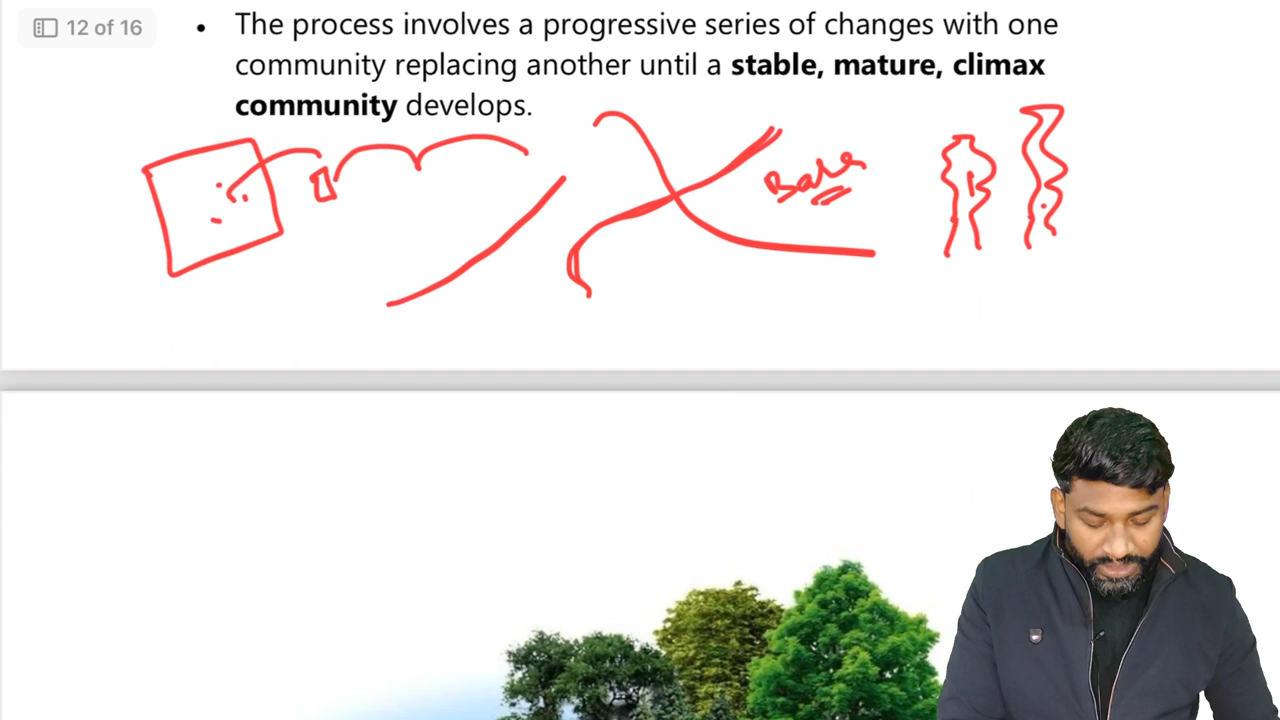 12 of 16
• The process involves a progressive series of changes with one
community replacing another until a stable, mature, climax
community develops.